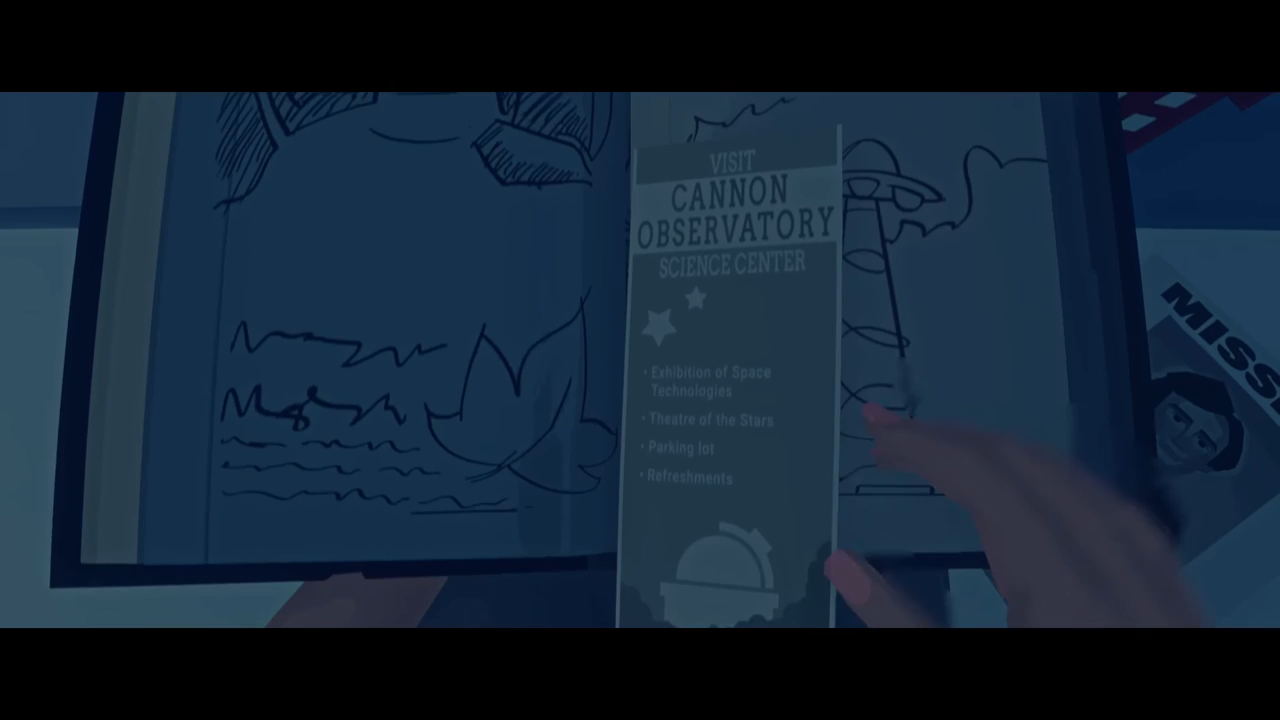 VISIT
CANNON
OBSERVATORY
SCIENCE CENTER
• Exhibition of Space
Technologies
• Theatre of the Stars
• Parking lot
• Refreshments
MISS